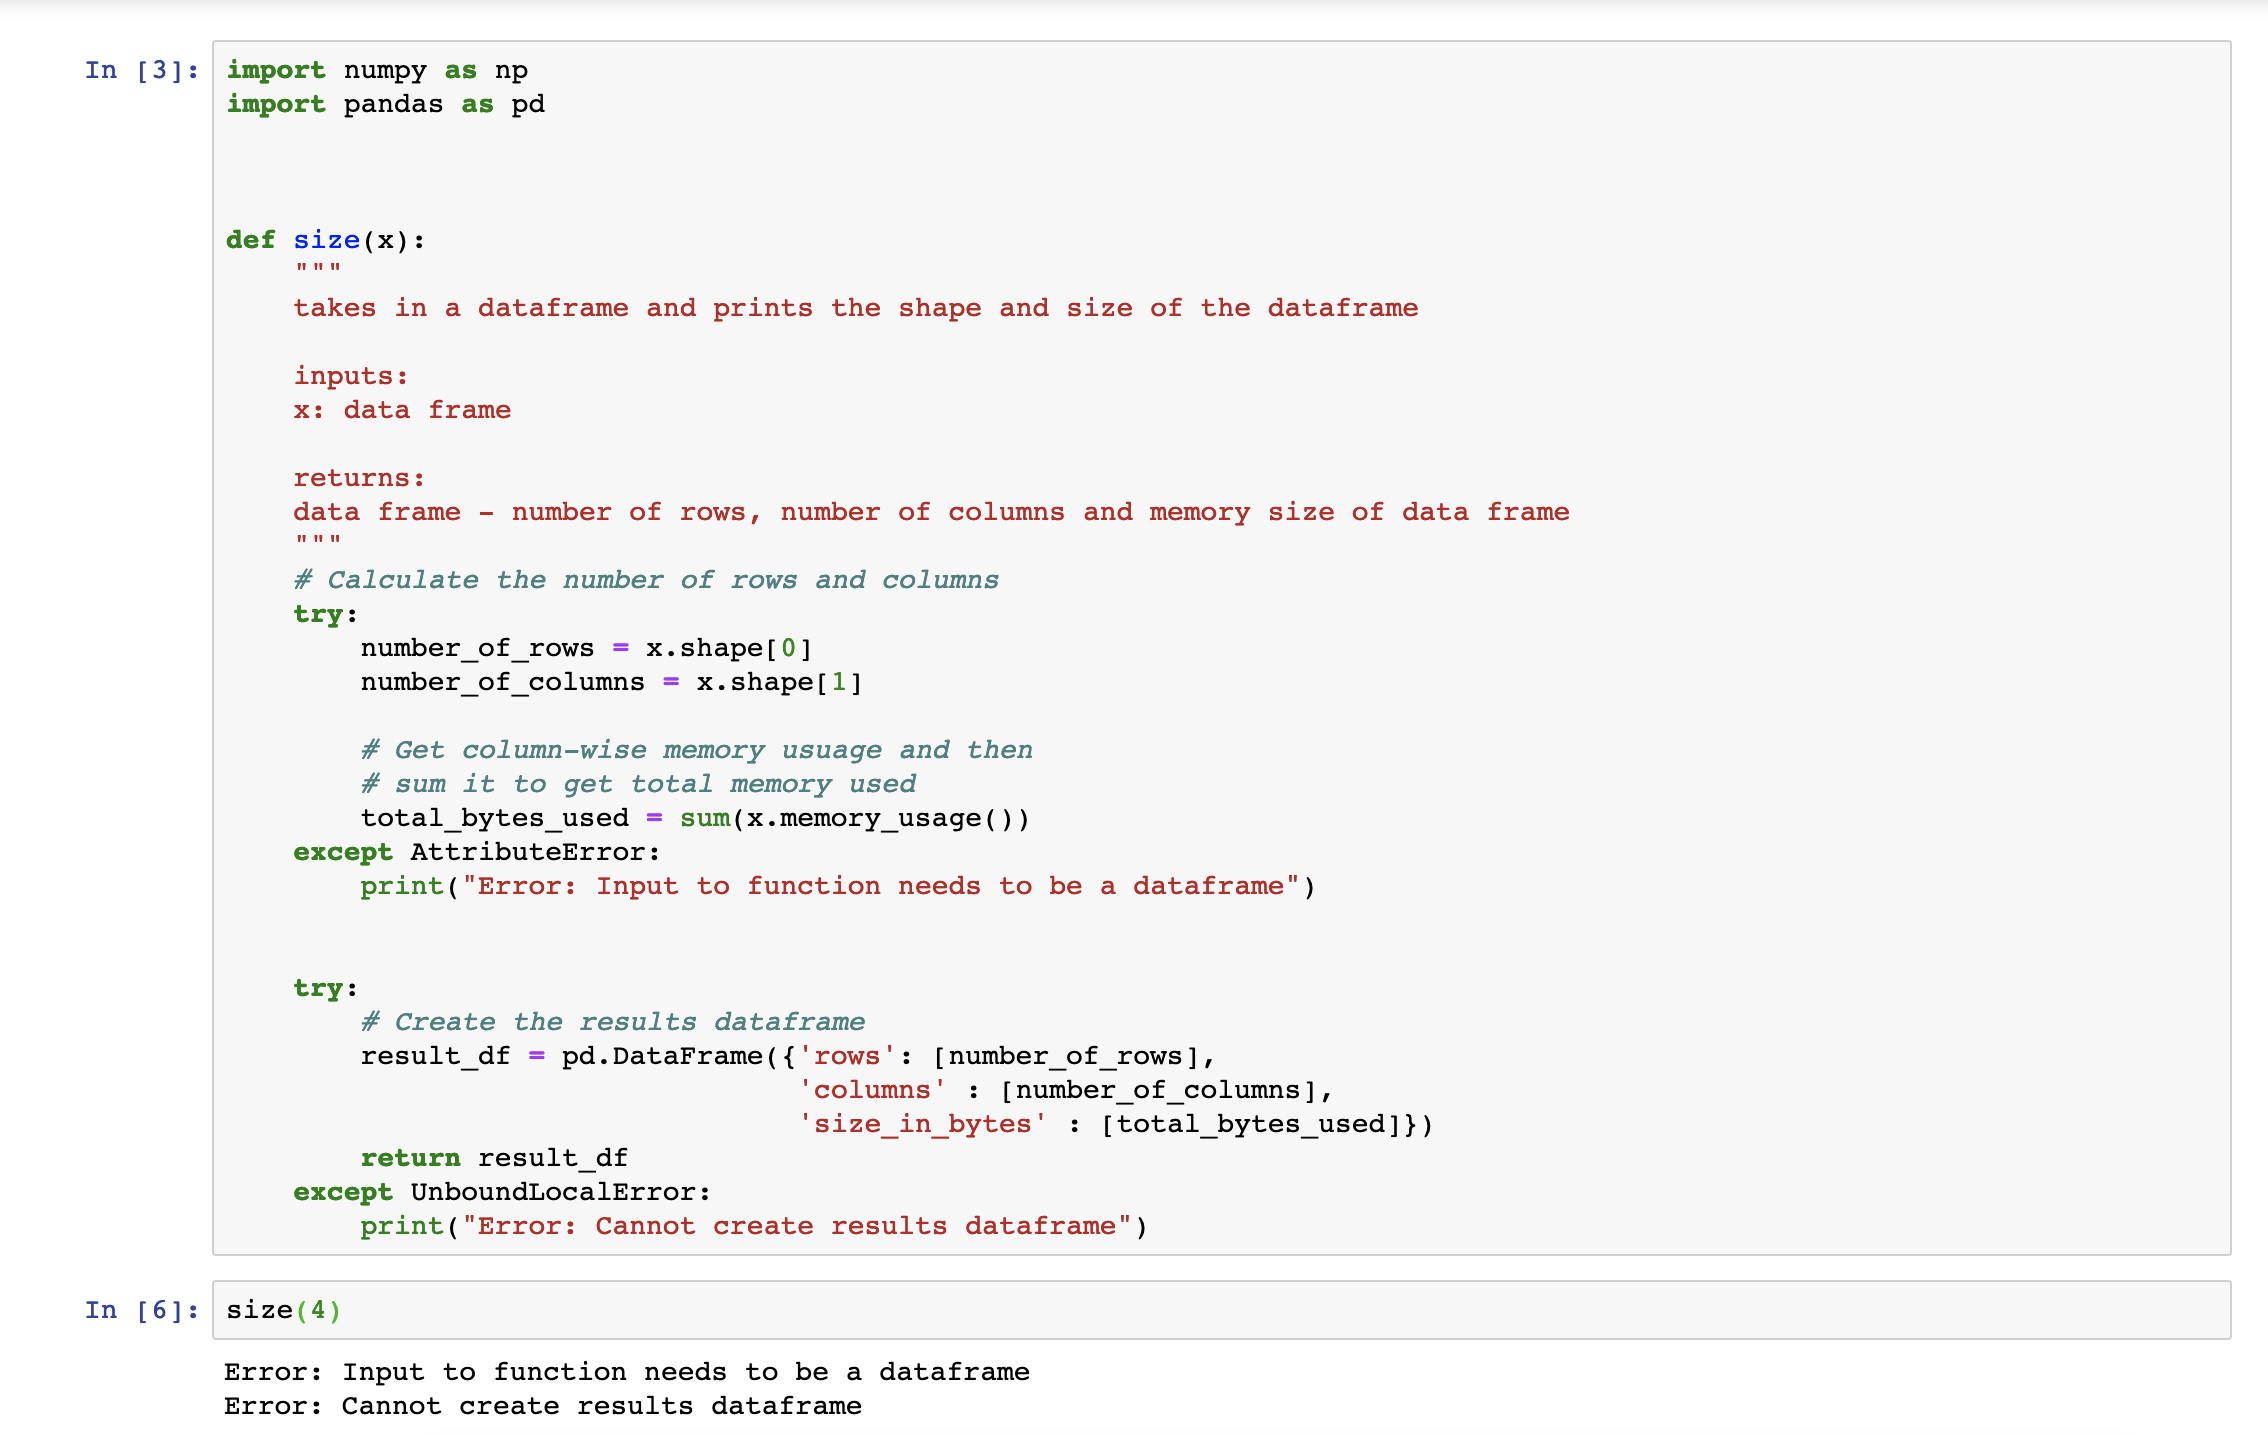 In [3]:
import numpy as np
import pandas as pd
def size(x):
"""
takes in a dataframe and prints the shape and size of the dataframe
inputs:
x: data frame
returns:
data frame - number of rows, number of columns and memory size of data frame
"""
# Calculate the number of rows and columns
try:
number_of_rows = x.shape[0]
number_of_columns = x.shape[1]
# Get column-wise memory usuage and then
# sum it to get total memory used
total_bytes_used = sum(x.memory_usage())
except AttributeError:
print("Error: Input to function needs to be a dataframe")
try:
# Create the results dataframe
result_df = pd.DataFrame({'rows': [number_of_rows],
'columns' : [number_of_columns],
'size_in_bytes' : [total_bytes_used]})
return result_df
except UnboundLocalError:
print("Error: Cannot create results dataframe")
In [6]:
size(4)
Error: Input to function needs to be a dataframe
Error: Cannot create results dataframe